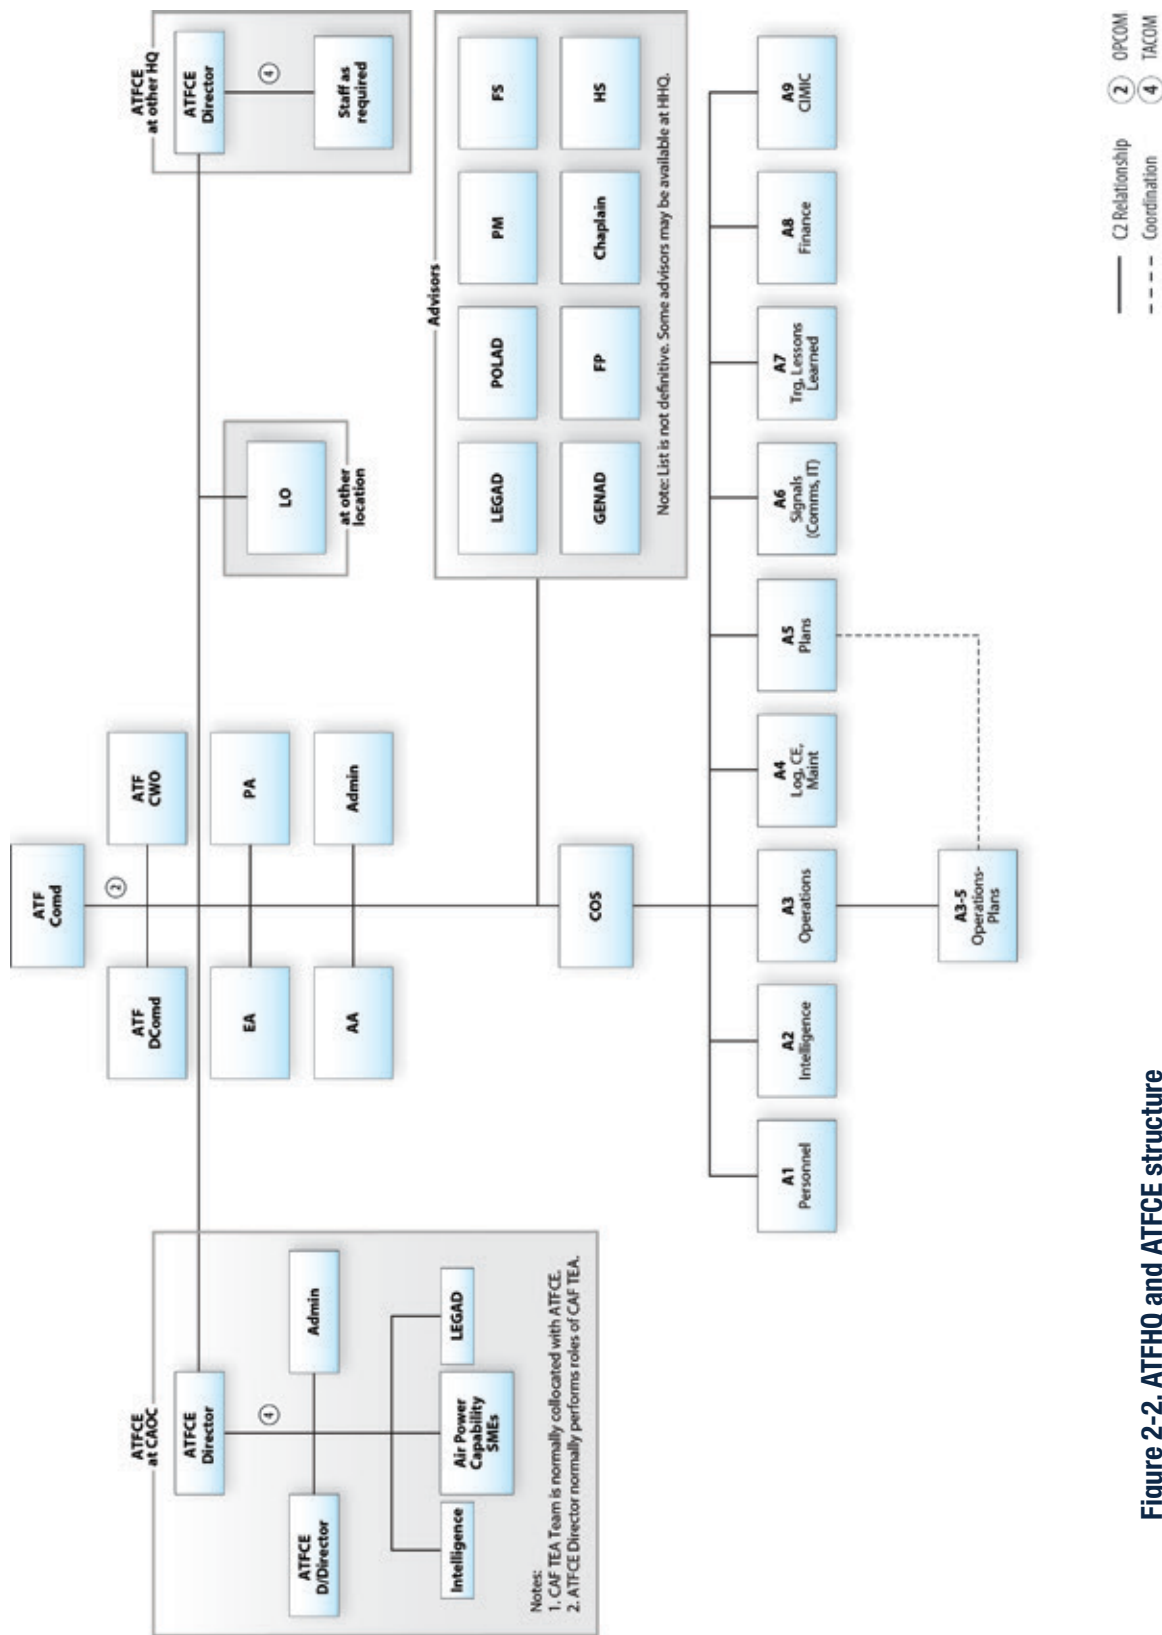 ATF
Comd
2
ATF
DComd
ATF
CWO
EA
PA
AA
Admin
ATFCE
at CAOC
ATFCE
Director
4
ATFCE
D/Director
Admin
Intelligence
Air Power
Capability
SMEs
LEGAD
Notes:
1. CAF TEA Team is normally collocated with ATFCE.
2. ATFCE Director normally performs roles of CAF TEA.
LO
at other
location
ATFCE
at other HQ
ATFCE
Director
4
Staff as
required
Advisors
LEGAD
POLAD
PM
FS
GENAD
FP
Chaplain
HS
Note: List is not definitive. Some advisors may be available at HHQ.
COS
A1
Personnel
A2
Intelligence
A3
Operations
A4
Log, CE,
Maint
A5
Plans
A6
Signals
(Comms, IT)
A7
Trg, Lessons
Learned
A8
Finance
A9
CIMIC
A3-5
Operations-
Plans
C2 Relationship
2 OPCOM
Coordination
4 TACOM
Figure 2-2. ATFHQ and ATFCE structure